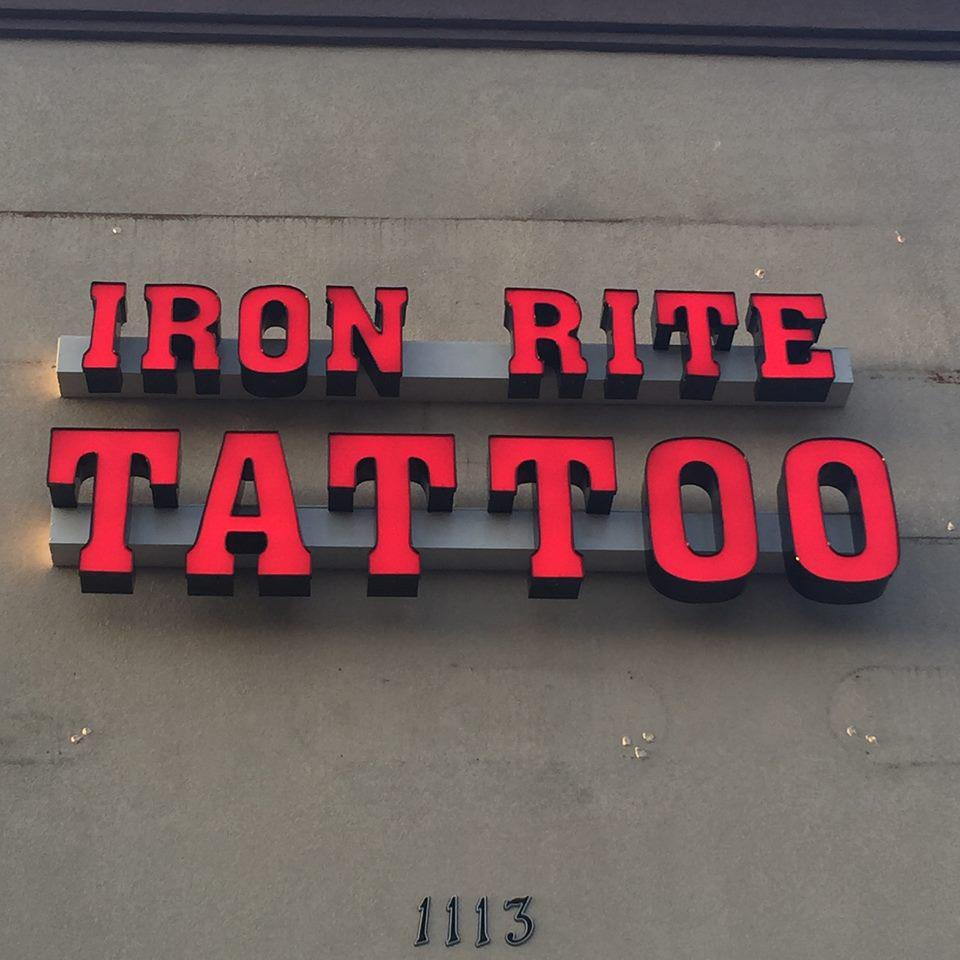 IRON RITE
TATTOO
1113